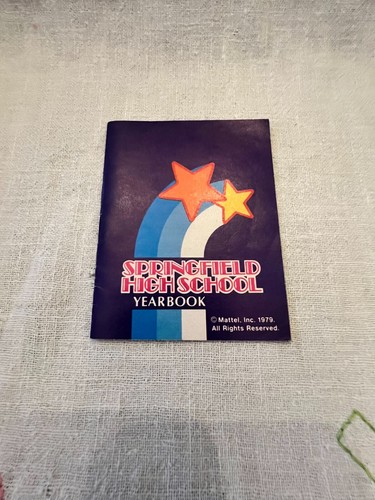 SPRINGFIELD
HIGH SCHOOL
YEARBOOK
© Mattel, Inc. 1979.
All Rights Reserved.